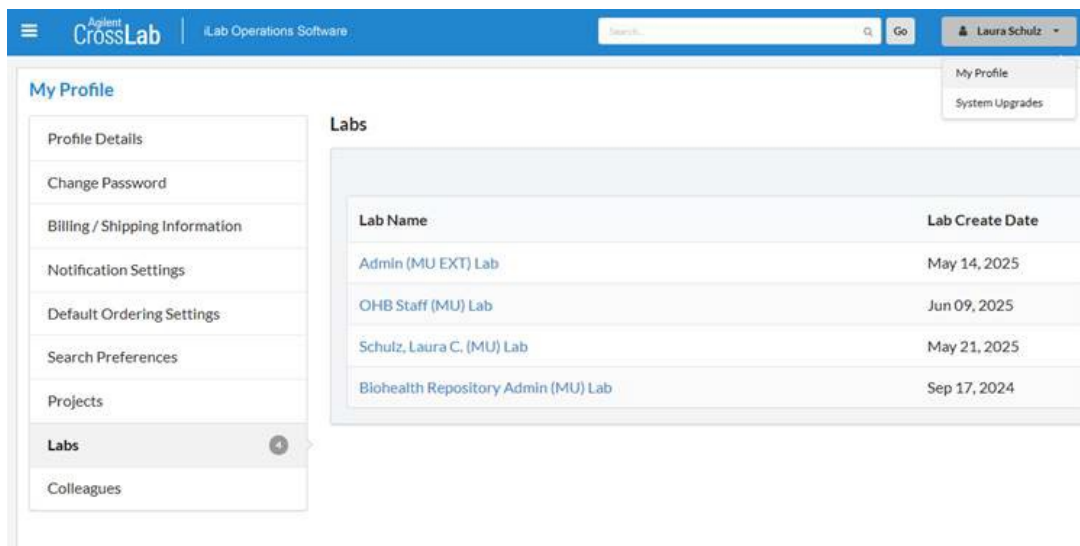 Agilent
CrossLab
iLab Operations Software
Search...
Go
Laura Schulz
My Profile
System Upgrades
My Profile
Profile Details
Change Password
Billing / Shipping Information
Notification Settings
Default Ordering Settings
Search Preferences
Projects
Labs 4
Colleagues
Labs
Lab Name Lab Create Date
Admin (MU EXT) Lab May 14, 2025
OHB Staff (MU) Lab Jun 09, 2025
Schulz, Laura C. (MU) Lab May 21, 2025
Biohealth Repository Admin (MU) Lab Sep 17, 2024